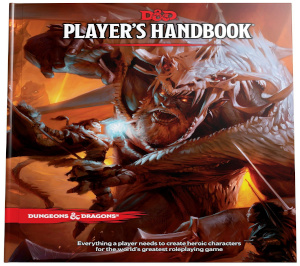 D&D
PLAYER'S HANDBOOK®
DUNGEONS & DRAGONS®
Everything a player needs to create heroic characters
for the world's greatest roleplaying game